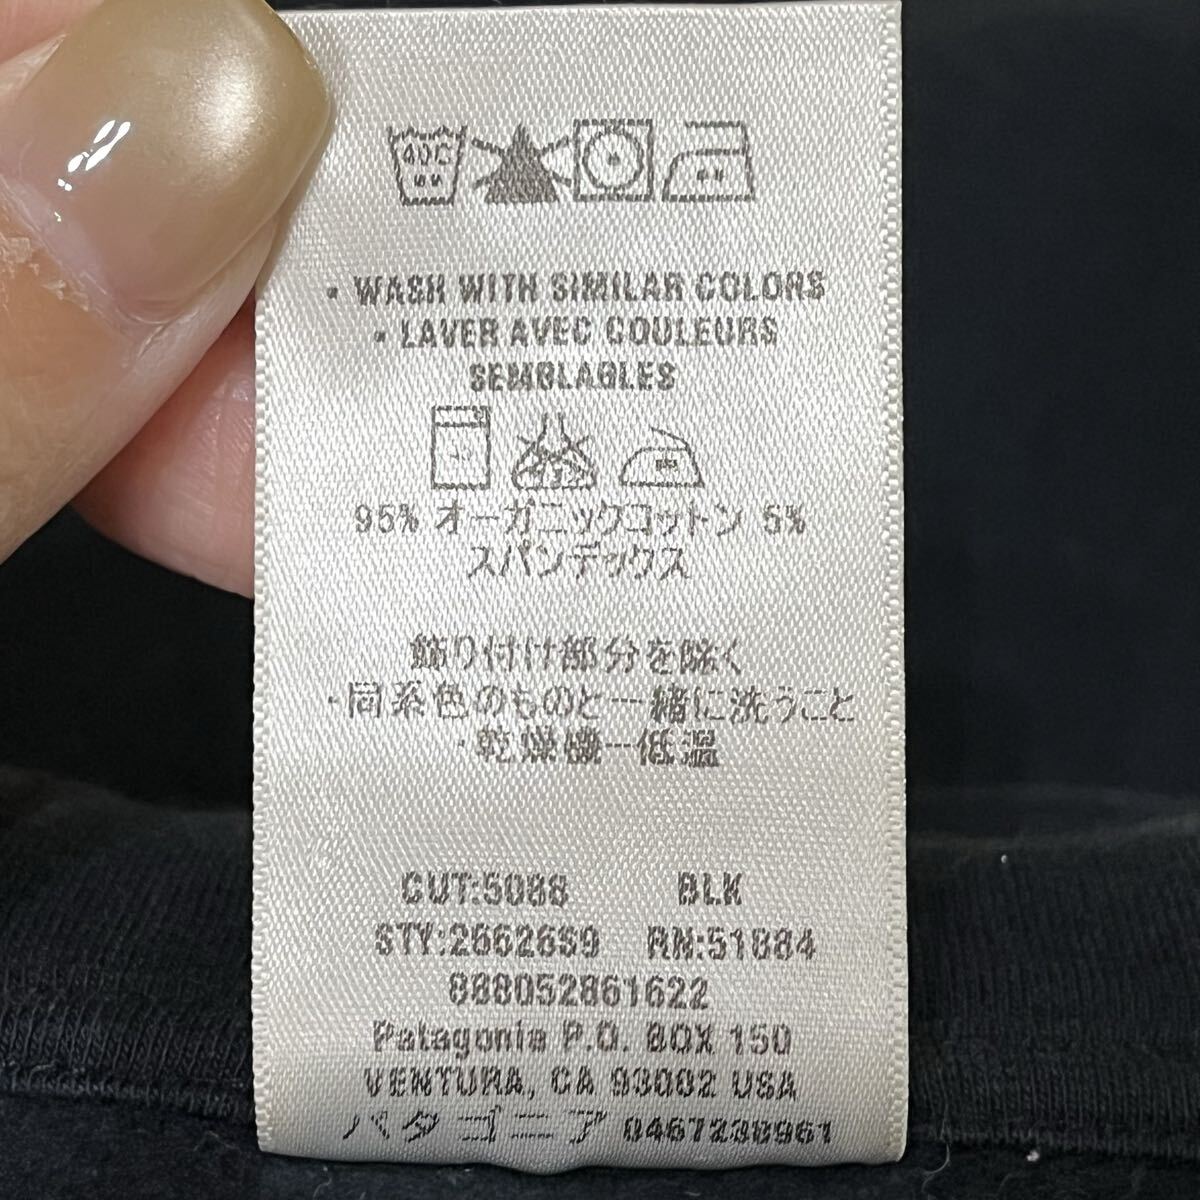 40C
• WASH WITH SIMILAR COLORS
• LAVER AVEC COULEURS
SEMBLABLES
95% オーガニックコットン 5%
スパンデックス
飾り付け部分を除く
・同系色のものと一緒に洗うこと
・乾燥機ー低温
CUT:5086 BLK
STY:26626S9 RN:51884
888052861622
Patagonia P.O. BOX 150
VENTURA, CA 93002 USA
パタゴニア 0467238961